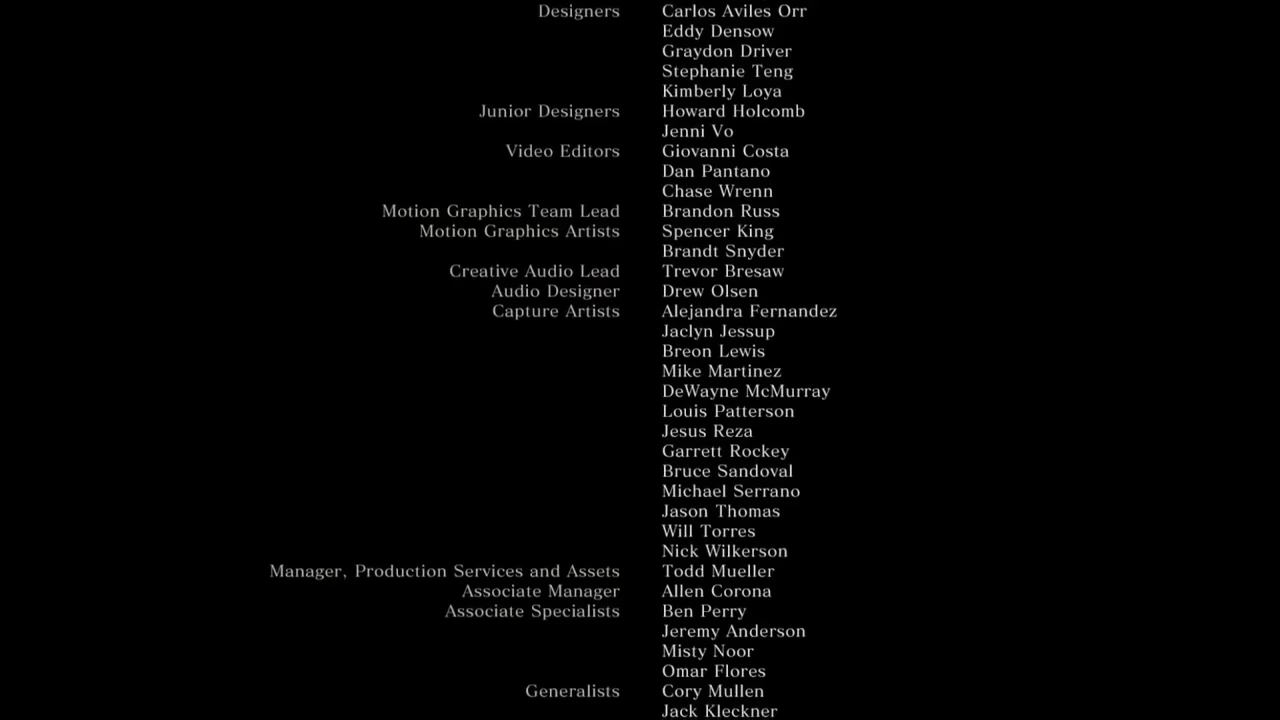 Designers Carlos Aviles Orr
Eddy Densow
Graydon Driver
Stephanie Teng
Kimberly Loya
Junior Designers Howard Holcomb
Jenni Vo
Video Editors Giovanni Costa
Dan Pantano
Chase Wrenn
Motion Graphics Team Lead Brandon Russ
Motion Graphics Artists Spencer King
Brandt Snyder
Creative Audio Lead Trevor Bresaw
Audio Designer Drew Olsen
Capture Artists Alejandra Fernandez
Jaclyn Jessup
Breon Lewis
Mike Martinez
DeWayne McMurray
Louis Patterson
Jesus Reza
Garrett Rockey
Bruce Sandoval
Michael Serrano
Jason Thomas
Will Torres
Nick Wilkerson
Manager, Production Services and Assets Todd Mueller
Associate Manager Allen Corona
Associate Specialists Ben Perry
Jeremy Anderson
Misty Noor
Omar Flores
Generalists Cory Mullen
Jack Kleckner